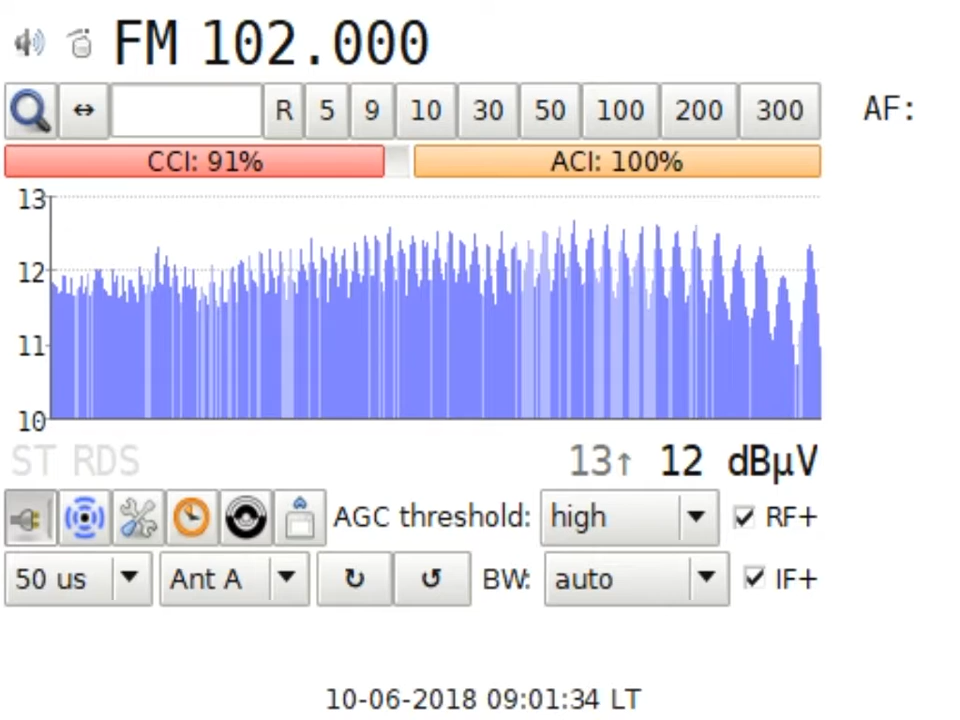 FM 102.000
↔ R 5 9 10 30 50 100 200 300 AF:
CCI: 91% ACI: 100%
13
12
11
10
ST RDS 13↑ 12 dBµV
AGC threshold: high RF+
50 us Ant A ↻ ↺ BW: auto IF+
10-06-2018 09:01:34 LT